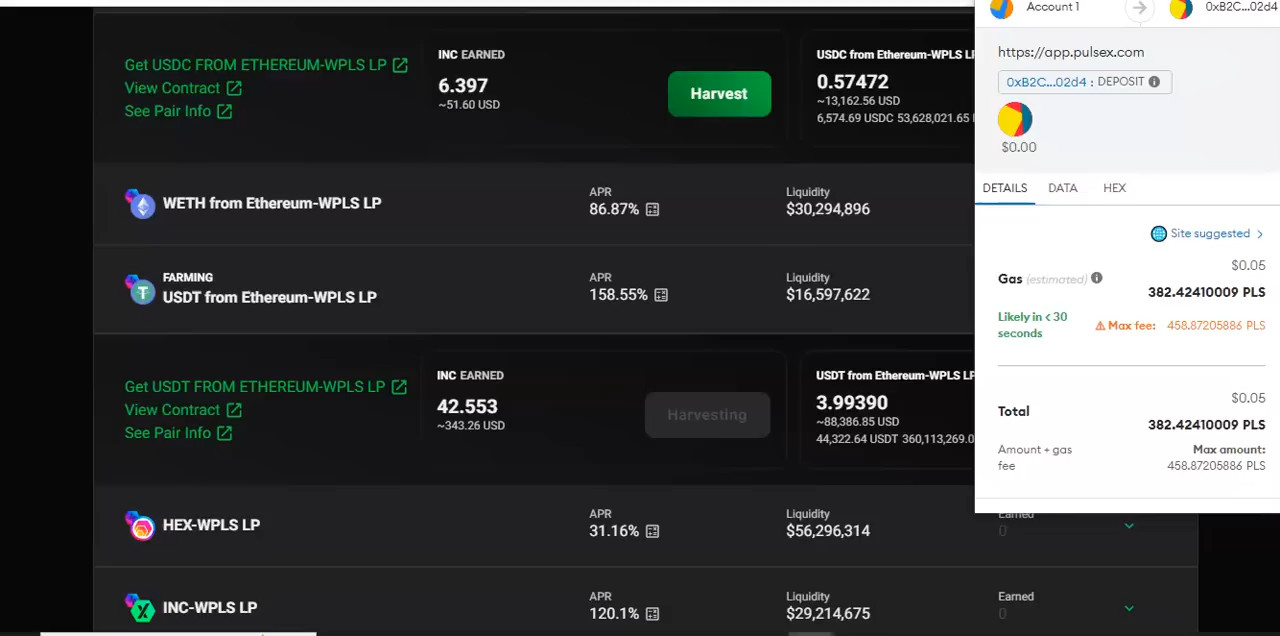 Account 1
0xB2C...02d4
https://app.pulsex.com
0xB2C...02d4 : DEPOSIT
$0.00
DETAILS DATA HEX
Site suggested >
$0.05
Gas (estimated)
382.42410009 PLS
Likely in < 30
seconds
Max fee: 458.87205886 PLS
$0.05
Total
382.42410009 PLS
Amount + gas
fee
Max amount:
458.87205886 PLS
Get USDC FROM ETHEREUM-WPLS LP
View Contract
See Pair Info
INC EARNED
6.397
~51.60 USD
Harvest
USDC from Ethereum-WPLS LP
0.57472
~13,162.56 USD
6,574.69 USDC 53,628,021.65
WETH from Ethereum-WPLS LP
APR
86.87%
Liquidity
$30,294,896
FARMING
USDT from Ethereum-WPLS LP
APR
158.55%
Liquidity
$16,597,622
Get USDT FROM ETHEREUM-WPLS LP
View Contract
See Pair Info
INC EARNED
42.553
~343.26 USD
Harvesting
USDT from Ethereum-WPLS LP
3.99390
~88,386.85 USD
44,322.64 USDT 360,113,269.0
HEX-WPLS LP
APR
31.16%
Liquidity
$56,296,314
Earned
0
INC-WPLS LP
APR
120.1%
Liquidity
$29,214,675
Earned
0